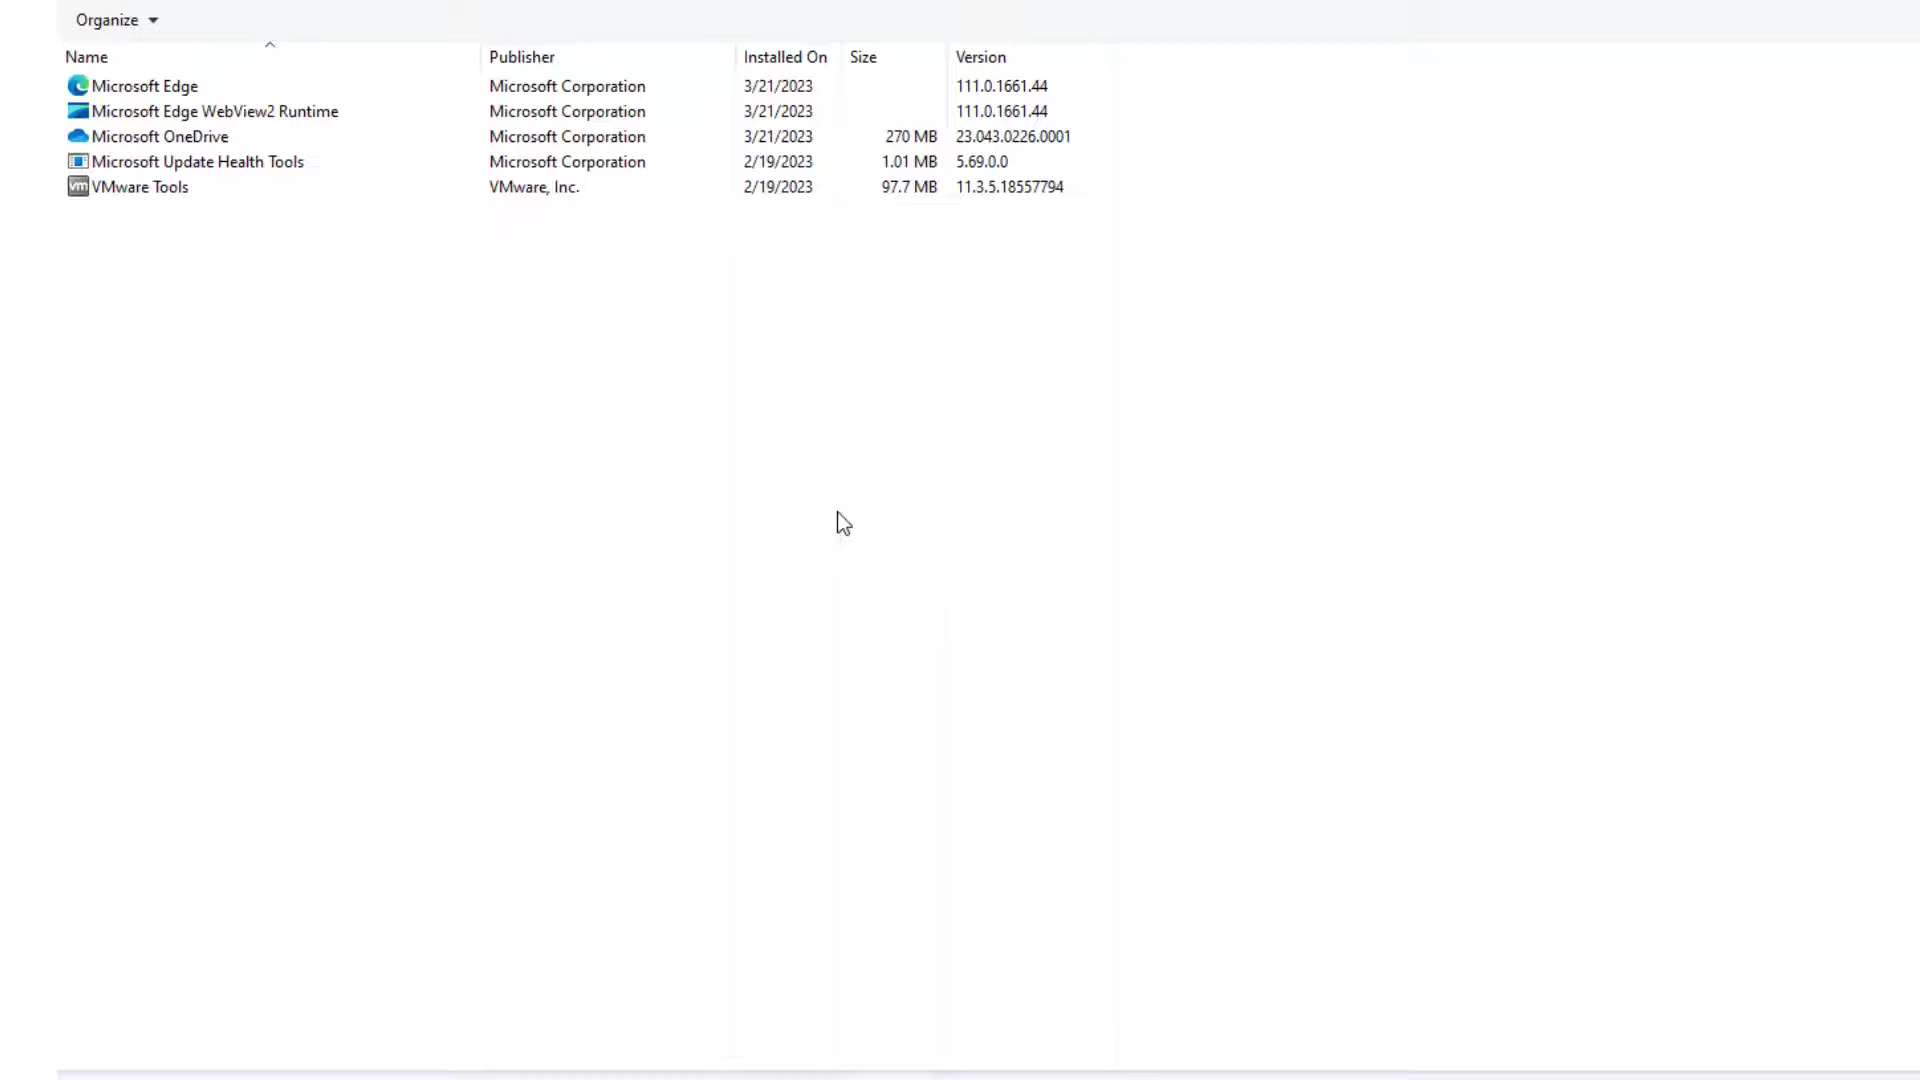 Organize
Name Publisher Installed On Size Version
Microsoft Edge Microsoft Corporation 3/21/2023 111.0.1661.44
Microsoft Edge WebView2 Runtime Microsoft Corporation 3/21/2023 111.0.1661.44
Microsoft OneDrive Microsoft Corporation 3/21/2023 270 MB 23.043.0226.0001
Microsoft Update Health Tools Microsoft Corporation 2/19/2023 1.01 MB 5.69.0.0
vm VMware Tools VMware, Inc. 2/19/2023 97.7 MB 11.3.5.18557794